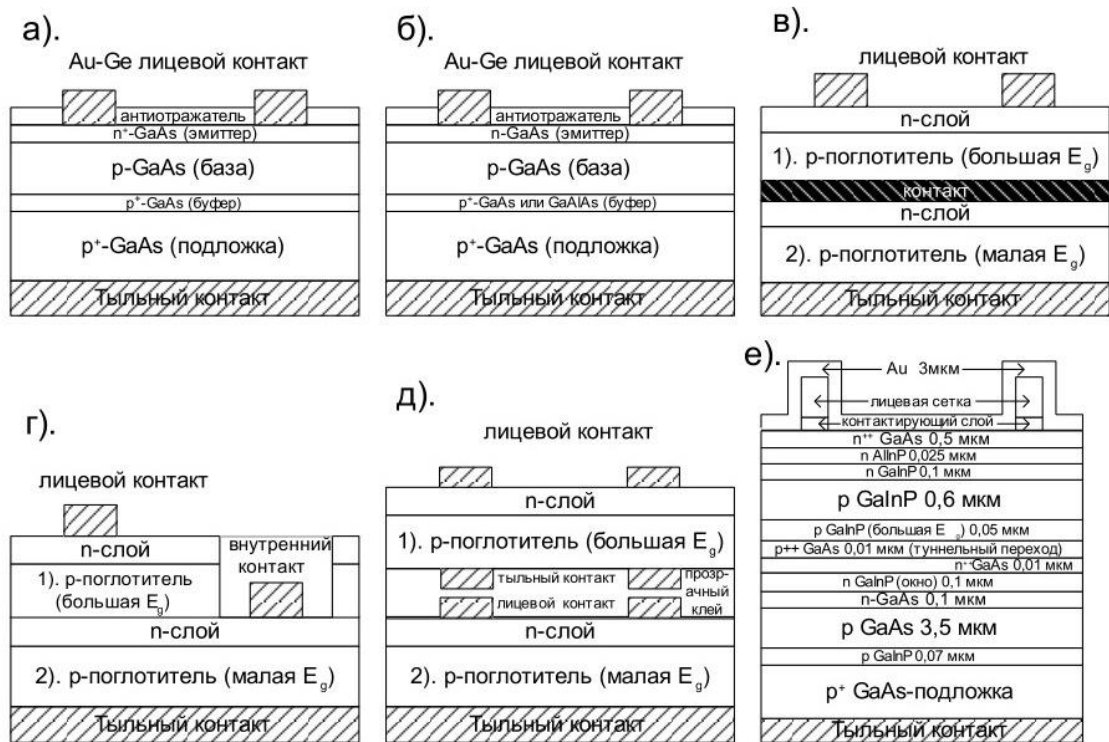 а).
Au-Ge лицевой контакт
антиотражатель
n⁺-GaAs (эмиттер)
p-GaAs (база)
p⁺-GaAs (буфер)
p⁺-GaAs (подложка)
Тыльный контакт
б).
Au-Ge лицевой контакт
антиотражатель
n-GaAs (эмиттер)
p-GaAs (база)
p⁺-GaAs или GaAlAs (буфер)
p⁺-GaAs (подложка)
Тыльный контакт
в).
лицевой контакт
n-слой
1). р-поглотитель (большая E_g)
контакт
n-слой
2). р-поглотитель (малая E_g)
Тыльный контакт
г).
лицевой контакт
n-слой
внутренний
контакт
1). р-поглотитель
(большая E_g)
n-слой
2). р-поглотитель (малая E_g)
Тыльный контакт
д).
лицевой контакт
n-слой
1). р-поглотитель (большая E_g)
тыльный контакт
лицевой контакт
прозр-
ачный
клей
n-слой
2). р-поглотитель (малая E_g)
Тыльный контакт
е).
Au 3мкм
лицевая сетка
контактирующий слой
n⁺⁺ GaAs 0,5 мкм
n AlInP 0,025 мкм
n GaInP 0,1 мкм
p GaInP 0,6 мкм
p GaInP (большая E_g) 0,05 мкм
p++ GaAs 0,01 мкм (туннельный переход)
n⁺⁺GaAs 0,01 мкм
n GaInP (окно) 0,1 мкм
n-GaAs 0,1 мкм
p GaAs 3,5 мкм
p GaInP 0,07 мкм
p⁺ GaAs-подложка
Тыльный контакт